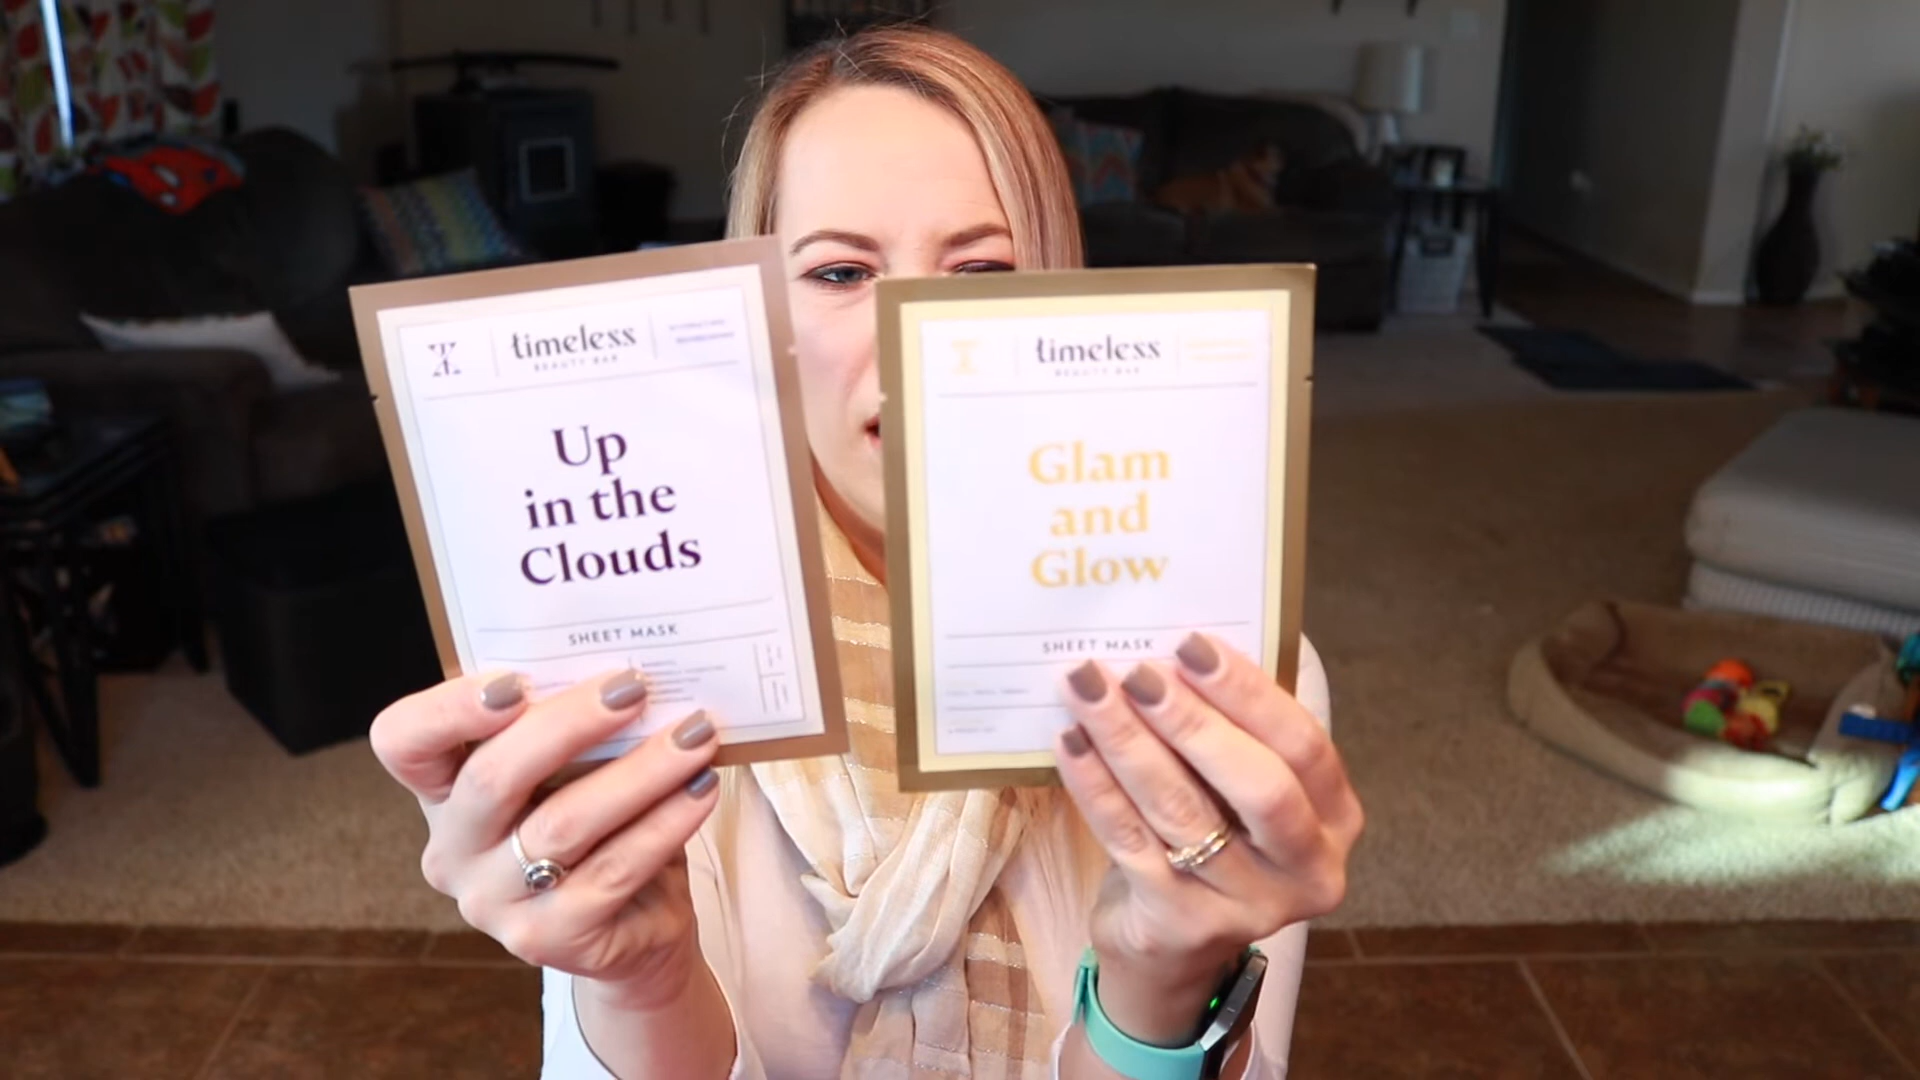 timeless
BEAUTY BAR
Up
in the
Clouds
SHEET MASK
timeless
BEAUTY BAR
Glam
and
Glow
SHEET MASK